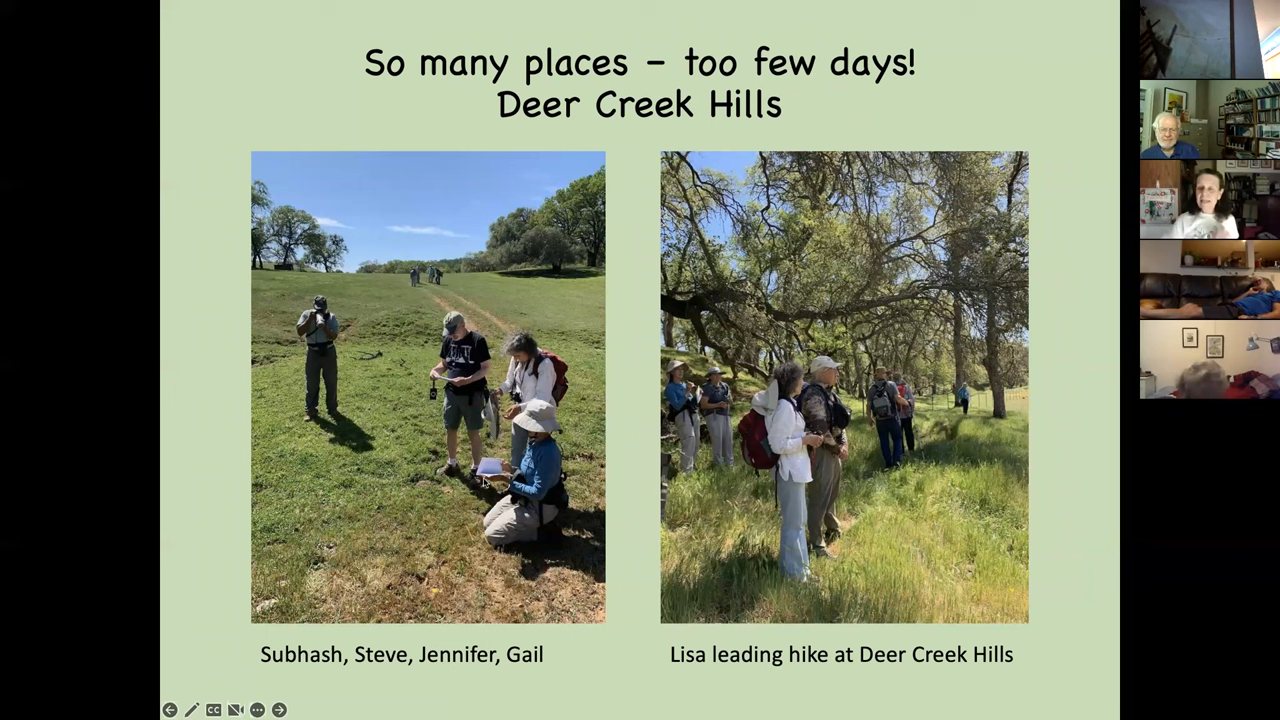 So many places – too few days!
Deer Creek Hills
Subhash, Steve, Jennifer, Gail
Lisa leading hike at Deer Creek Hills
CC